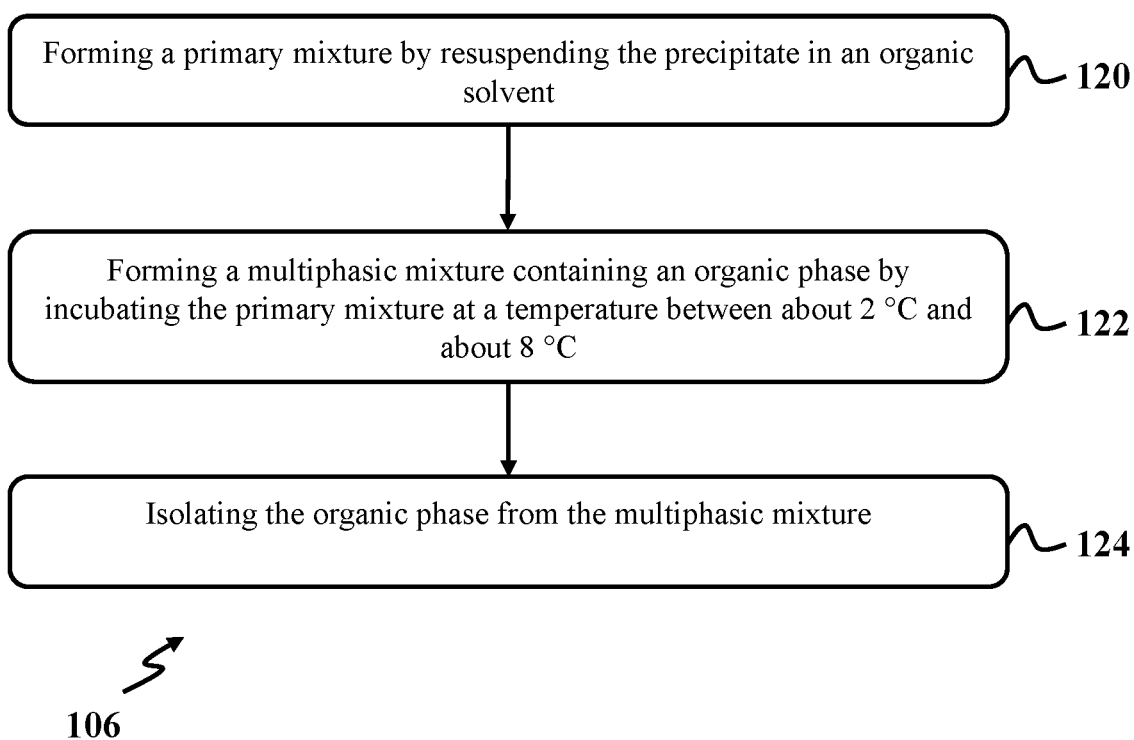 Forming a primary mixture by resuspending the precipitate in an organic
solvent
120
Forming a multiphasic mixture containing an organic phase by
incubating the primary mixture at a temperature between about 2 °C and
about 8 °C
122
Isolating the organic phase from the multiphasic mixture
124
106